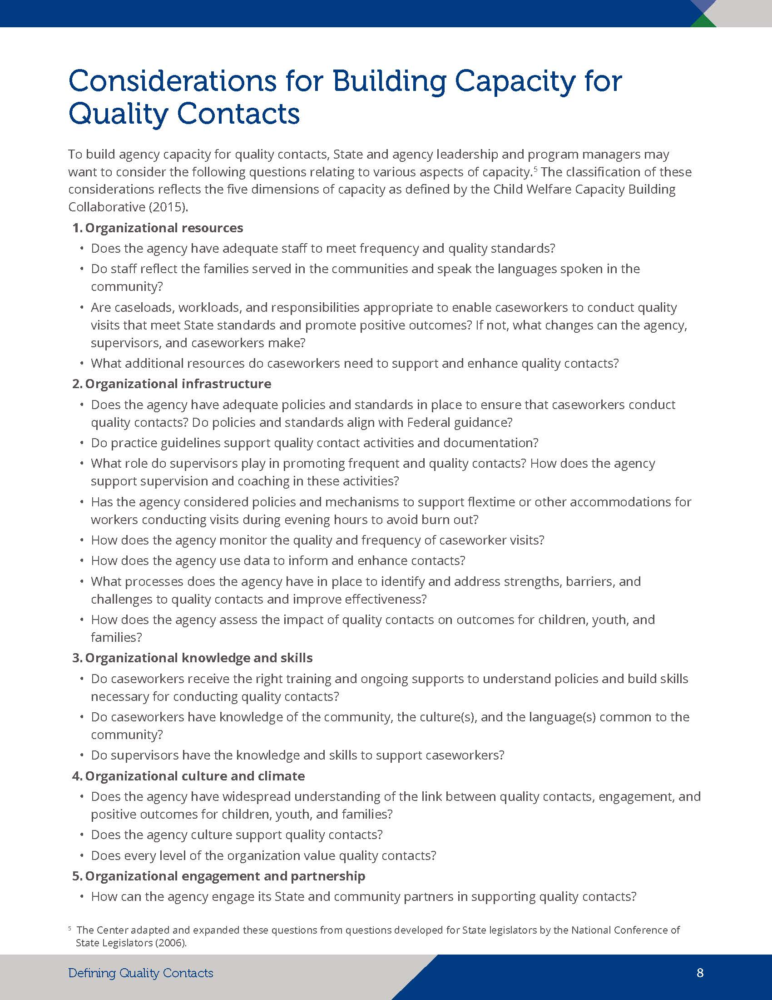 Considerations for Building Capacity for
Quality Contacts
To build agency capacity for quality contacts, State and agency leadership and program managers may
want to consider the following questions relating to various aspects of capacity.⁵ The classification of these
considerations reflects the five dimensions of capacity as defined by the Child Welfare Capacity Building
Collaborative (2015).
1. Organizational resources
• Does the agency have adequate staff to meet frequency and quality standards?
• Do staff reflect the families served in the communities and speak the languages spoken in the
community?
• Are caseloads, workloads, and responsibilities appropriate to enable caseworkers to conduct quality
visits that meet State standards and promote positive outcomes? If not, what changes can the agency,
supervisors, and caseworkers make?
• What additional resources do caseworkers need to support and enhance quality contacts?
2. Organizational infrastructure
• Does the agency have adequate policies and standards in place to ensure that caseworkers conduct
quality contacts? Do policies and standards align with Federal guidance?
• Do practice guidelines support quality contact activities and documentation?
• What role do supervisors play in promoting frequent and quality contacts? How does the agency
support supervision and coaching in these activities?
• Has the agency considered policies and mechanisms to support flextime or other accommodations for
workers conducting visits during evening hours to avoid burn out?
• How does the agency monitor the quality and frequency of caseworker visits?
• How does the agency use data to inform and enhance contacts?
• What processes does the agency have in place to identify and address strengths, barriers, and
challenges to quality contacts and improve effectiveness?
• How does the agency assess the impact of quality contacts on outcomes for children, youth, and
families?
3. Organizational knowledge and skills
• Do caseworkers receive the right training and ongoing supports to understand policies and build skills
necessary for conducting quality contacts?
• Do caseworkers have knowledge of the community, the culture(s), and the language(s) common to the
community?
• Do supervisors have the knowledge and skills to support caseworkers?
4. Organizational culture and climate
• Does the agency have widespread understanding of the link between quality contacts, engagement, and
positive outcomes for children, youth, and families?
• Does the agency culture support quality contacts?
• Does every level of the organization value quality contacts?
5. Organizational engagement and partnership
• How can the agency engage its State and community partners in supporting quality contacts?
⁵ The Center adapted and expanded these questions from questions developed for State legislators by the National Conference of
State Legislators (2006).
Defining Quality Contacts
8